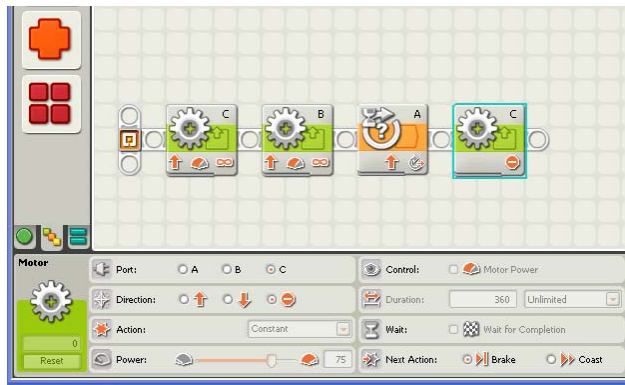 C B A C
Motor
Port: A B C Control: Motor Power
Direction: Duration: 360 Unlimited
Action: Constant Wait: Wait for Completion
0
Reset Power: 75 Next Action: Brake Coast